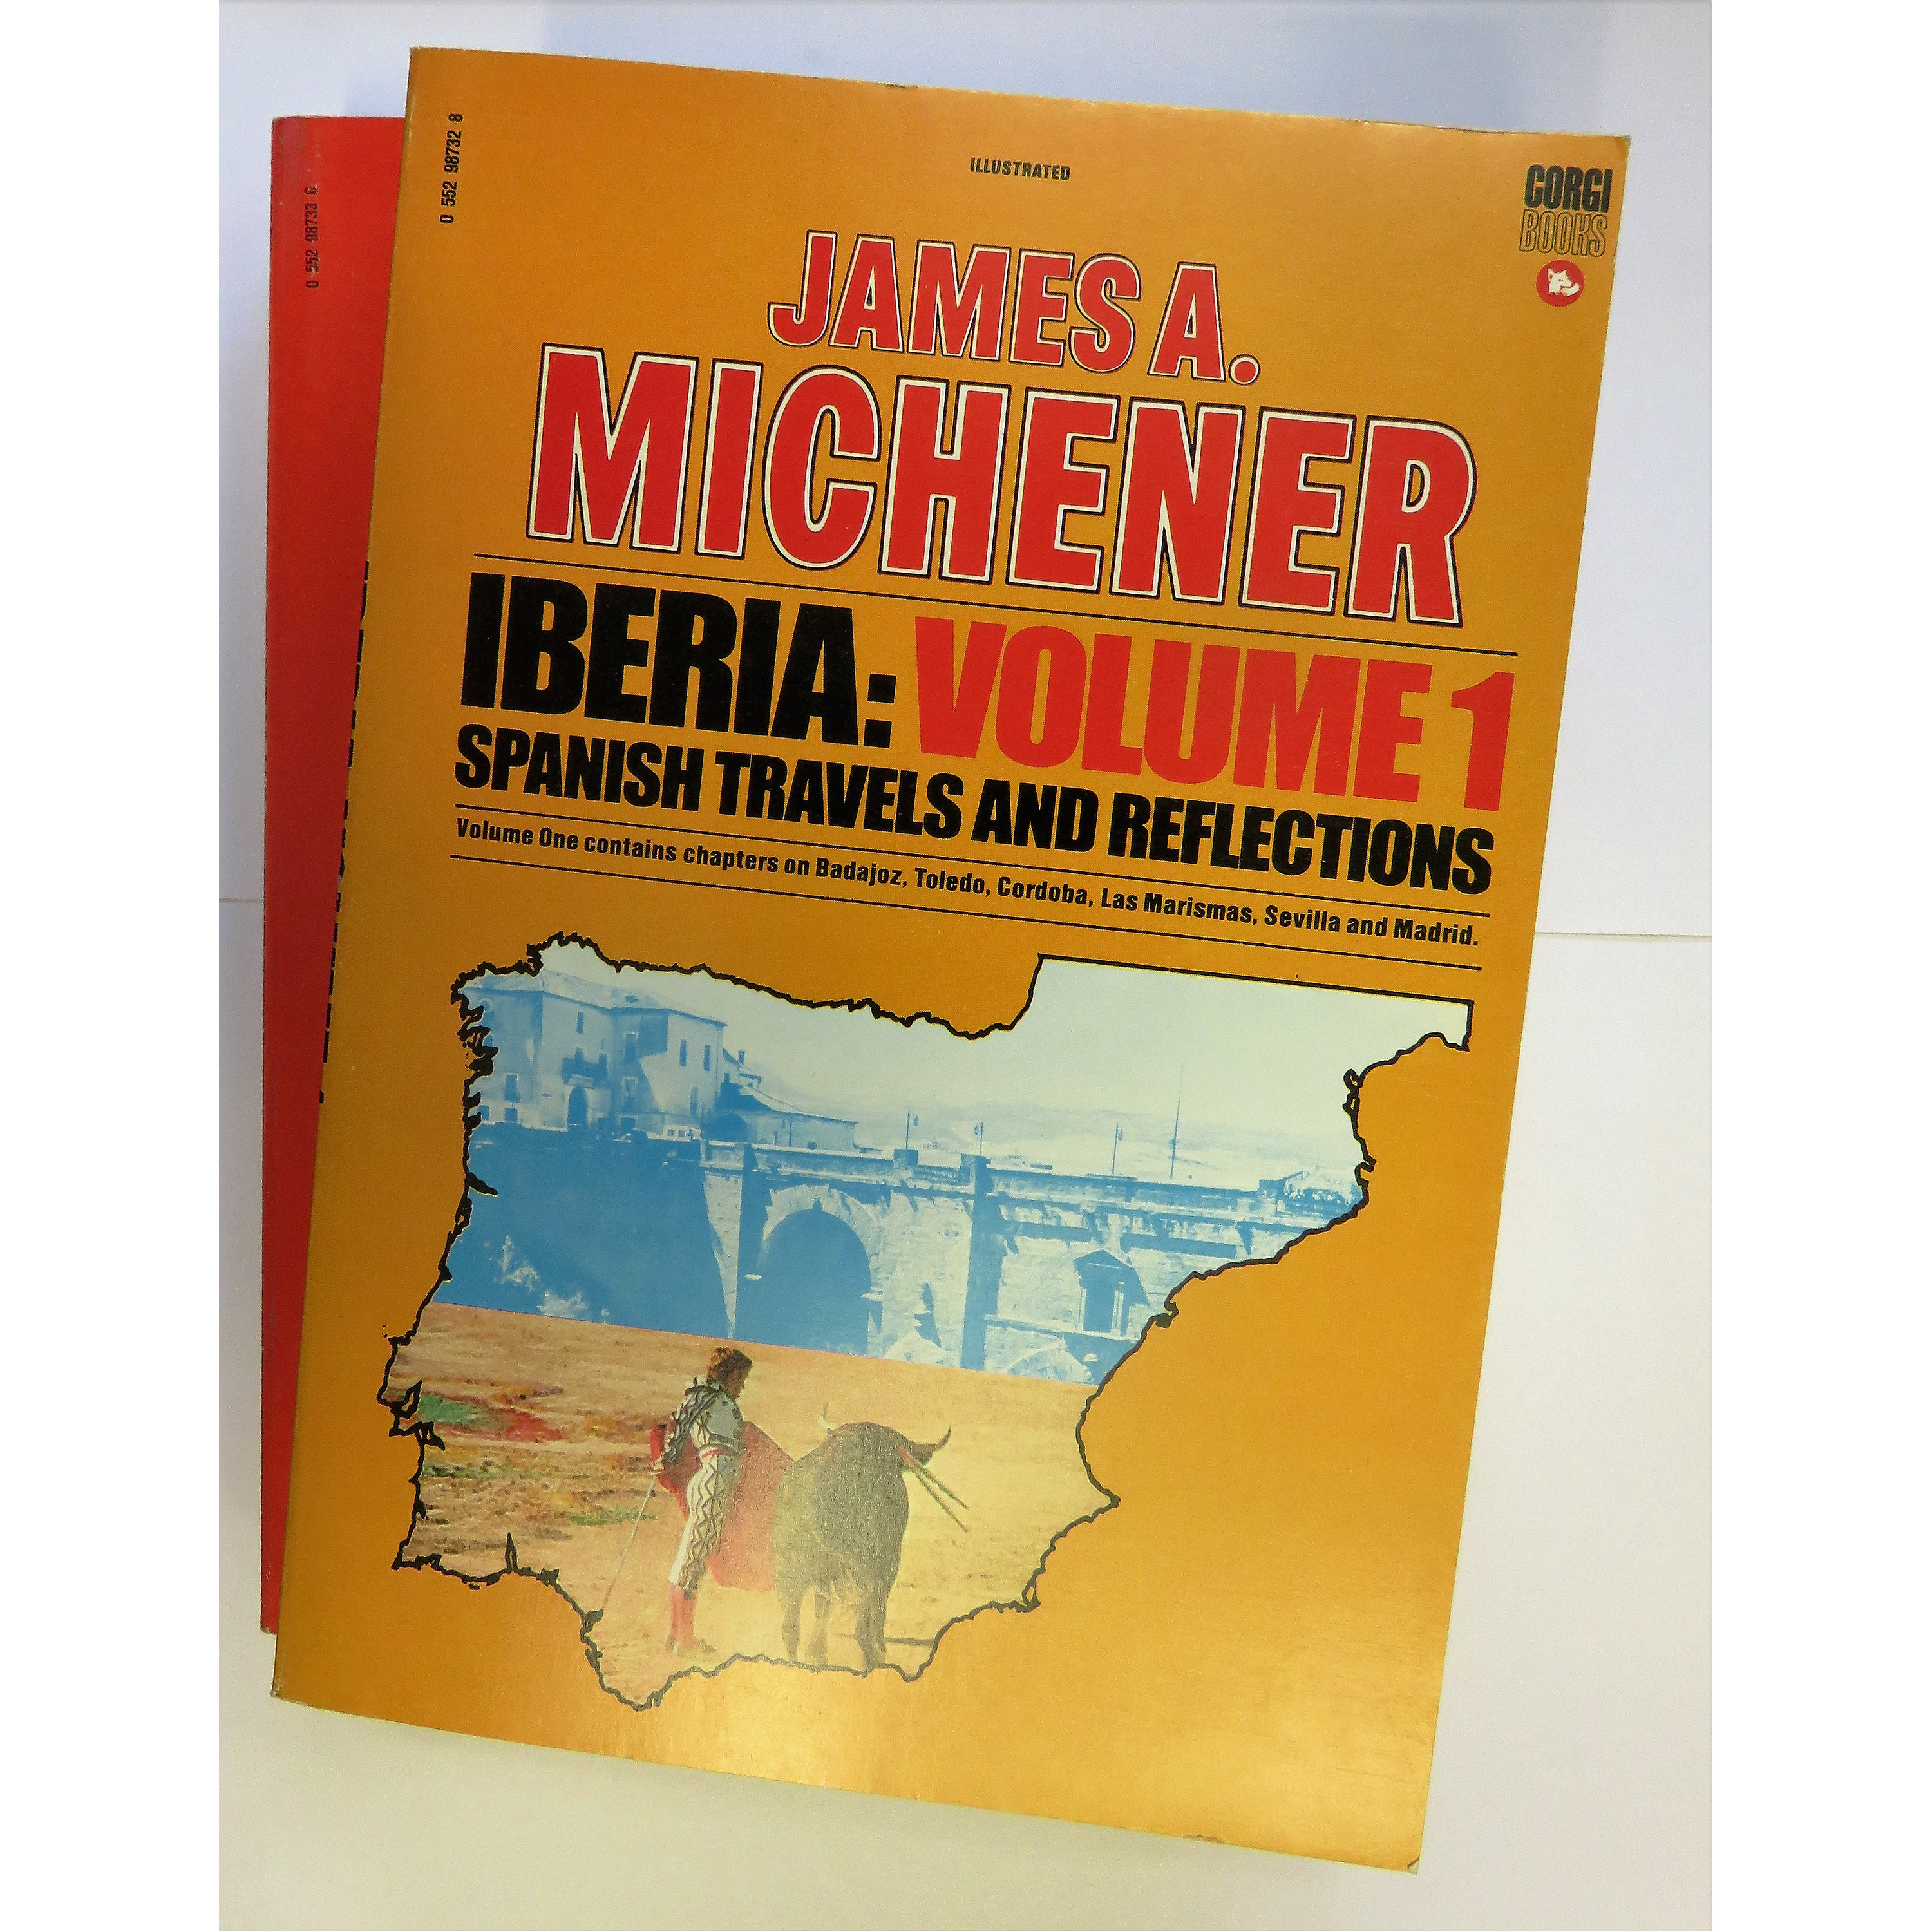 0 552 98733 6
0 552 98732 8
ILLUSTRATED
CORGI
BOOKS
JAMES A.
MICHENER
IBERIA: VOLUME 1
SPANISH TRAVELS AND REFLECTIONS
Volume One contains chapters on Badajoz, Toledo, Cordoba, Las Marismas, Sevilla and Madrid.